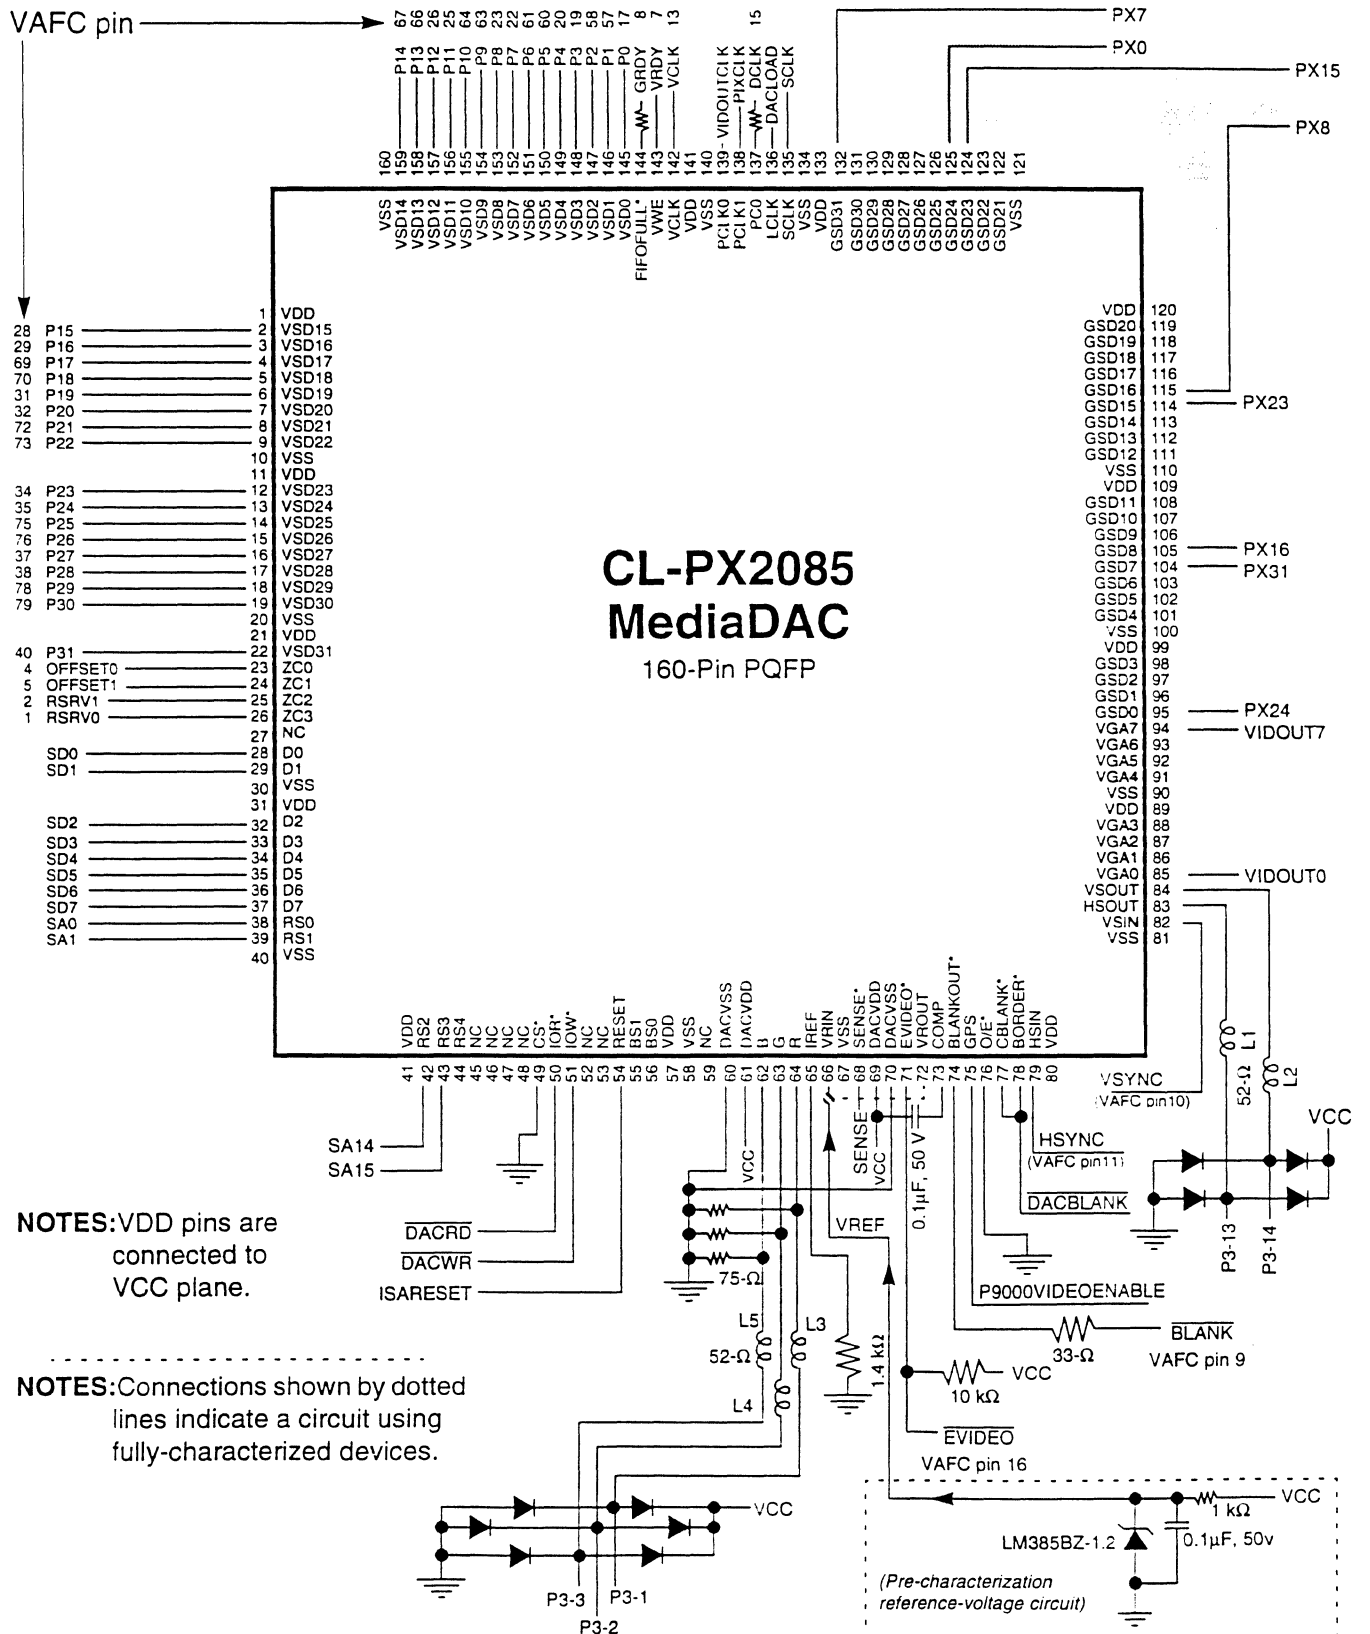 VAFC pin
67 66 26 25 64 63 23 22 61 60 20 19 58 57 17 8 7 13 15
P14 P13 P12 P11 P10 P9 P8 P7 P6 P5 P4 P3 P2 P1 P0 GRDY VRDY VCLK VIDOUTCLK PIXCLK DCLK DACLOAD SCLK
PX7
PX0
PX15
PX8
160 159 158 157 156 155 154 153 152 151 150 149 148 147 146 145 144 143 142 141 140 139 138 137 136 135 134 133 132 131 130 129 128 127 126 125 124 123 122 121
VSS VSD14 VSD13 VSD12 VSD11 VSD10 VSD9 VSD8 VSD7 VSD6 VSD5 VSD4 VSD3 VSD2 VSD1 VSD0 FIFOFULL* VWE VCLK VDD VSS PCLK0 PCLK1 PC0 LCLK SCLK VSS VDD GSD31 GSD30 GSD29 GSD28 GSD27 GSD26 GSD25 GSD24 GSD23 GSD22 GSD21 VSS
1 VDD
28 P15 2 VSD15
29 P16 3 VSD16
69 P17 4 VSD17
70 P18 5 VSD18
31 P19 6 VSD19
32 P20 7 VSD20
72 P21 8 VSD21
73 P22 9 VSD22
10 VSS
11 VDD
34 P23 12 VSD23
35 P24 13 VSD24
75 P25 14 VSD25
76 P26 15 VSD26
37 P27 16 VSD27
38 P28 17 VSD28
78 P29 18 VSD29
79 P30 19 VSD30
20 VSS
21 VDD
40 P31 22 VSD31
4 OFFSET0 23 ZC0
5 OFFSET1 24 ZC1
2 RSRV1 25 ZC2
1 RSRV0 26 ZC3
27 NC
SD0 28 D0
SD1 29 D1
30 VSS
31 VDD
SD2 32 D2
SD3 33 D3
SD4 34 D4
SD5 35 D5
SD6 36 D6
SD7 37 D7
SA0 38 RS0
SA1 39 RS1
40 VSS
CL-PX2085
MediaDAC
160-Pin PQFP
VDD 120
GSD20 119
GSD19 118
GSD18 117
GSD17 116
GSD16 115
GSD15 114 PX23
GSD14 113
GSD13 112
GSD12 111
VSS 110
VDD 109
GSD11 108
GSD10 107
GSD9 106
GSD8 105 PX16
GSD7 104 PX31
GSD6 103
GSD5 102
GSD4 101
VSS 100
VDD 99
GSD3 98
GSD2 97
GSD1 96
GSD0 95 PX24
VGA7 94 VIDOUT7
VGA6 93
VGA5 92
VGA4 91
VSS 90
VDD 89
VGA3 88
VGA2 87
VGA1 86
VGA0 85 VIDOUT0
VSOUT 84
HSOUT 83
VSIN 82
VSS 81
VDD RS2 RS3 RS4 NC NC NC NC CS* IOR* IOW* NC NC RESET BS1 BS0 VDD VSS NC DACVSS DACVDD B G R IREF VRIN VSS SENSE* DACVDD DACVSS EVIDEO* VROUT COMP BLANKOUT* GPS O/E* CBLANK* BORDER* HSIN VDD
41 42 43 44 45 46 47 48 49 50 51 52 53 54 55 56 57 58 59 60 61 62 63 64 65 66 67 68 69 70 71 72 73 74 75 76 77 78 79 80
L1
52-Ω
L2
VSYNC
(VAFC pin10)
VCC
SA14
SA15
VCC
SENSE
VCC
0.1µF, 50 V
HSYNC
(VAFC pin11)
DACBLANK
P3-13
P3-14
NOTES:VDD pins are
connected to
VCC plane.
DACRD
DACWR
ISARESET
75-Ω
VREF
P9000VIDEOENABLE
L5
52-Ω
L3
L4
1.4 kΩ
33-Ω
BLANK
VAFC pin 9
10 kΩ
VCC
EVIDEO
VAFC pin 16
NOTES:Connections shown by dotted
lines indicate a circuit using
fully-characterized devices.
VCC
P3-3
P3-2
P3-1
VCC
1 kΩ
LM385BZ-1.2
0.1µF, 50v
(Pre-characterization
reference-voltage circuit)